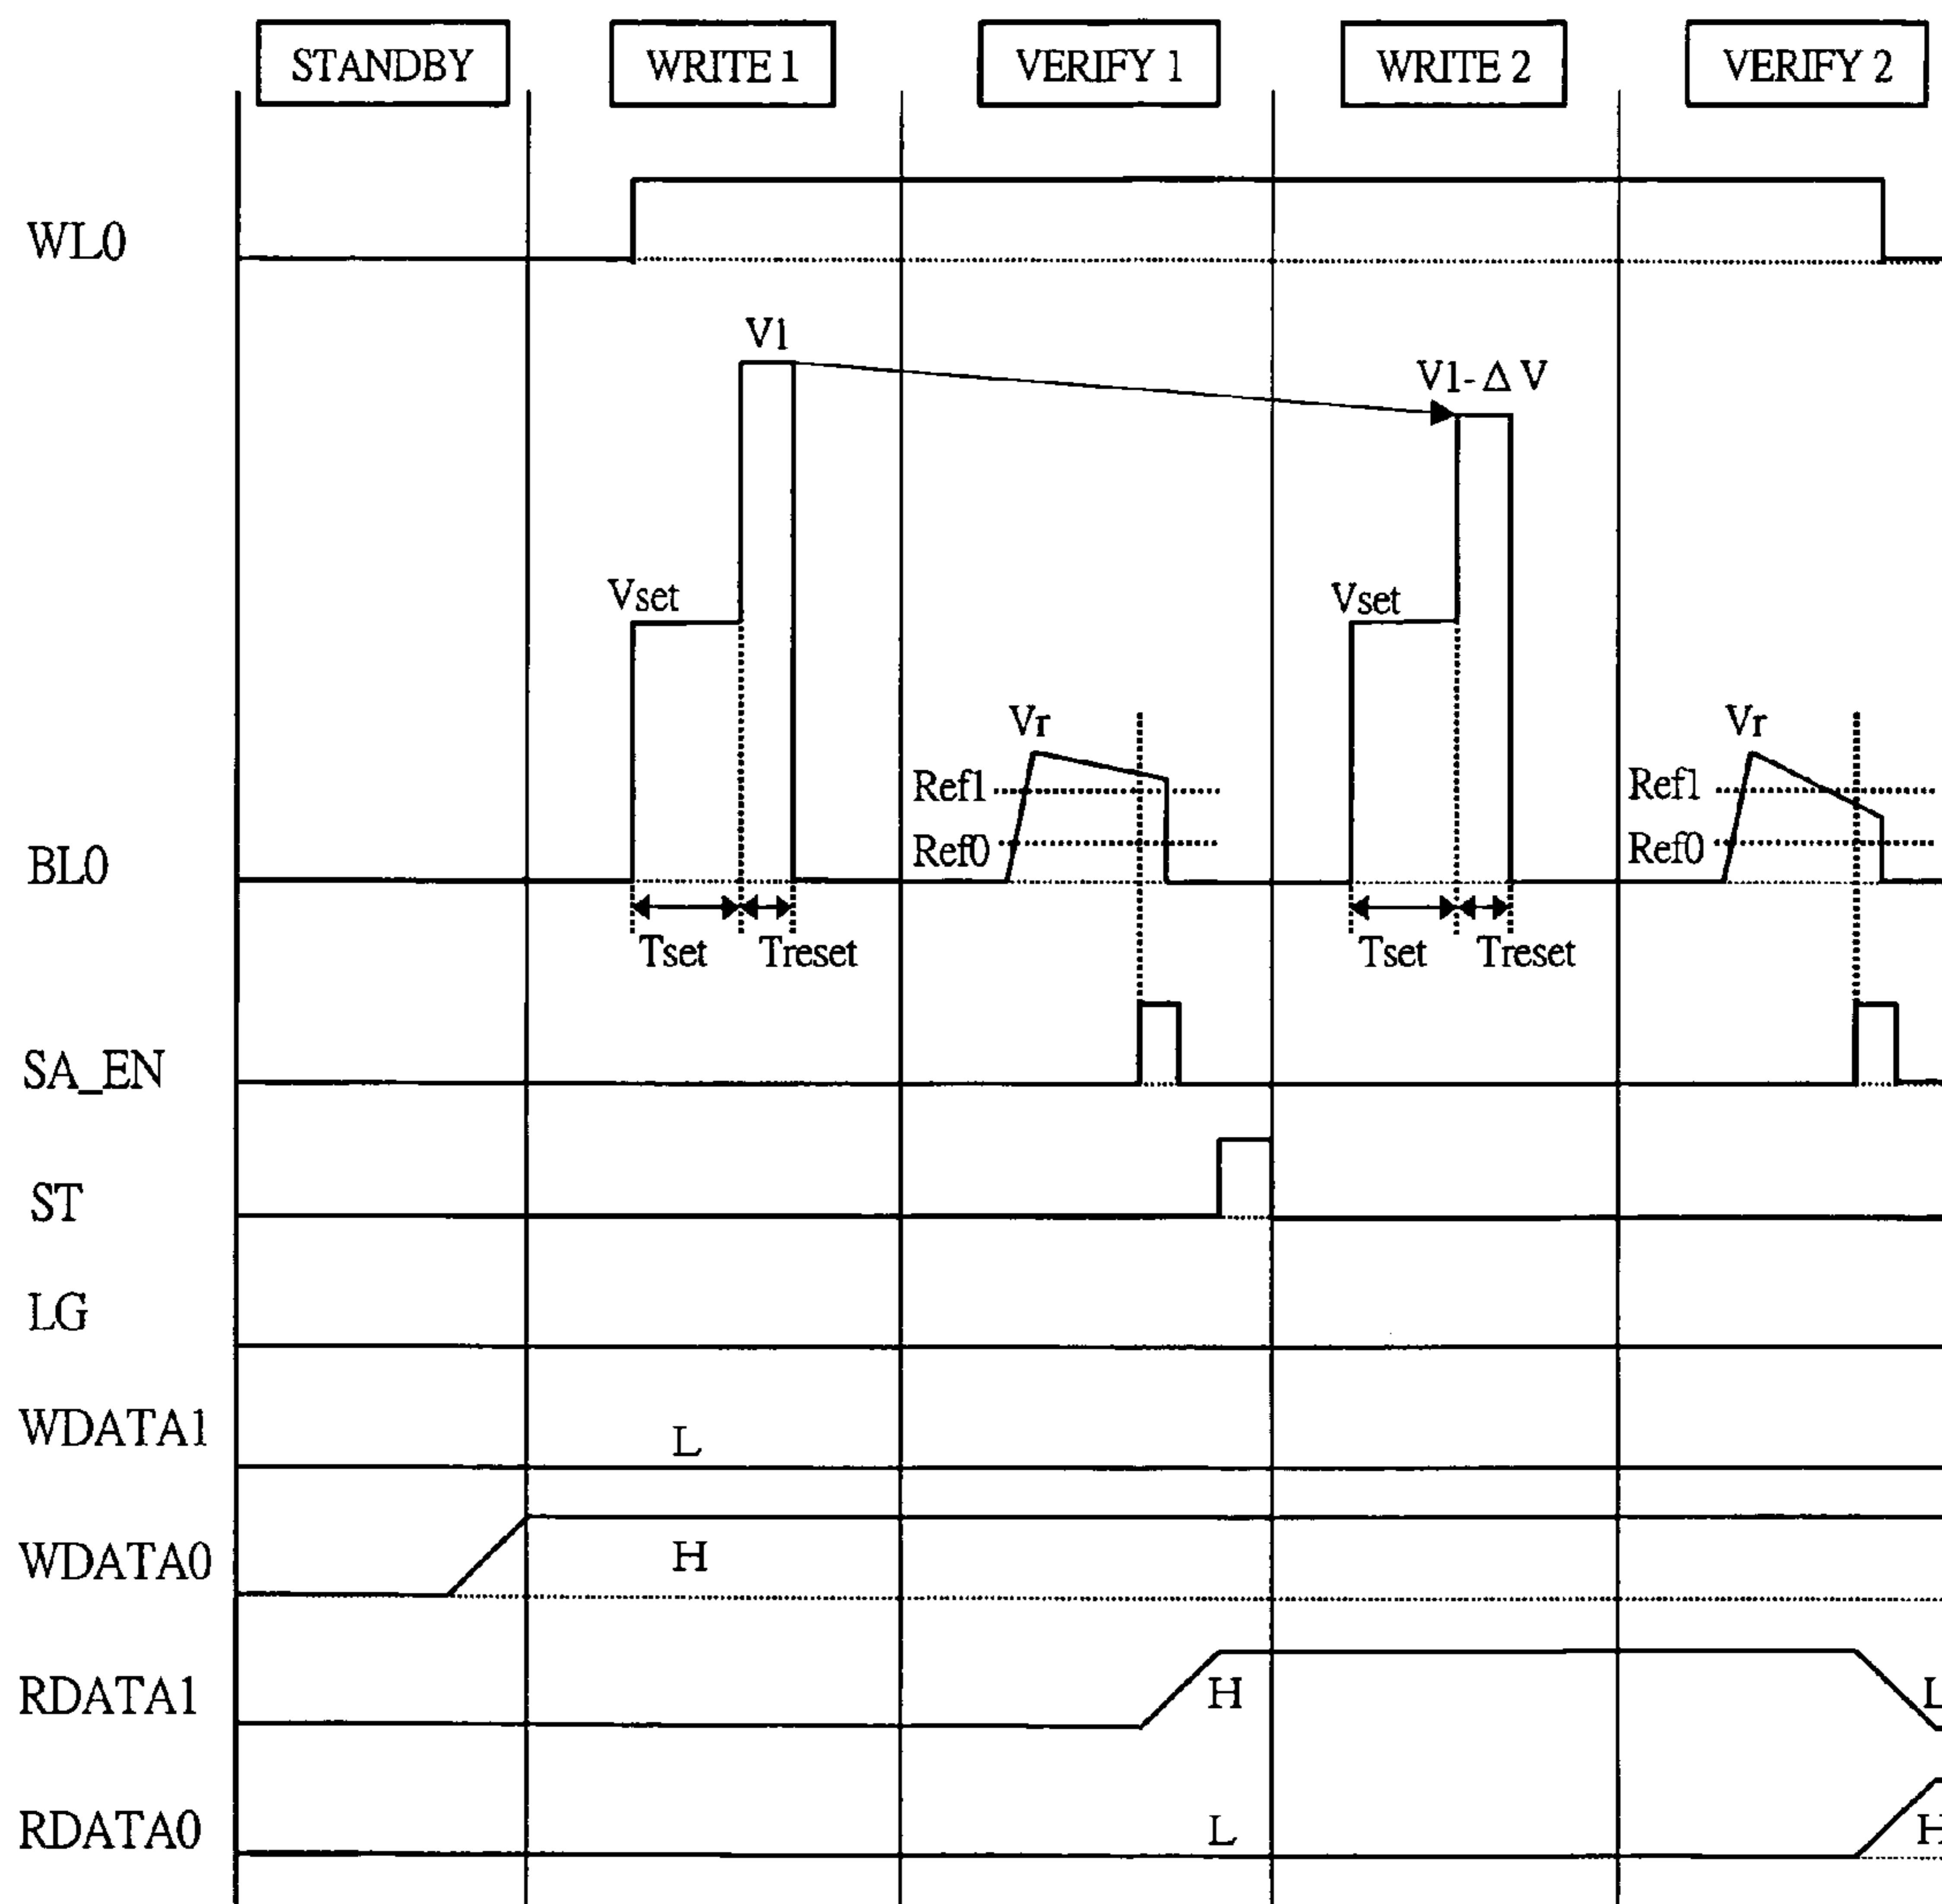 STANDBY WRITE 1 VERIFY 1 WRITE 2 VERIFY 2
WL0
V1
V1-Δ V
Vset Vset
Vr Vr
Ref1 Ref1
Ref0 Ref0
BL0
Tset Treset Tset Treset
SA_EN
ST
LG
WDATA1 L
WDATA0 H
RDATA1 H L
RDATA0 L H